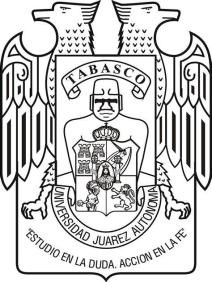 TABASCO
UNIVERSIDAD JUAREZ AUTONOMA
"ESTUDIO EN LA DUDA. ACCION EN LA FE"